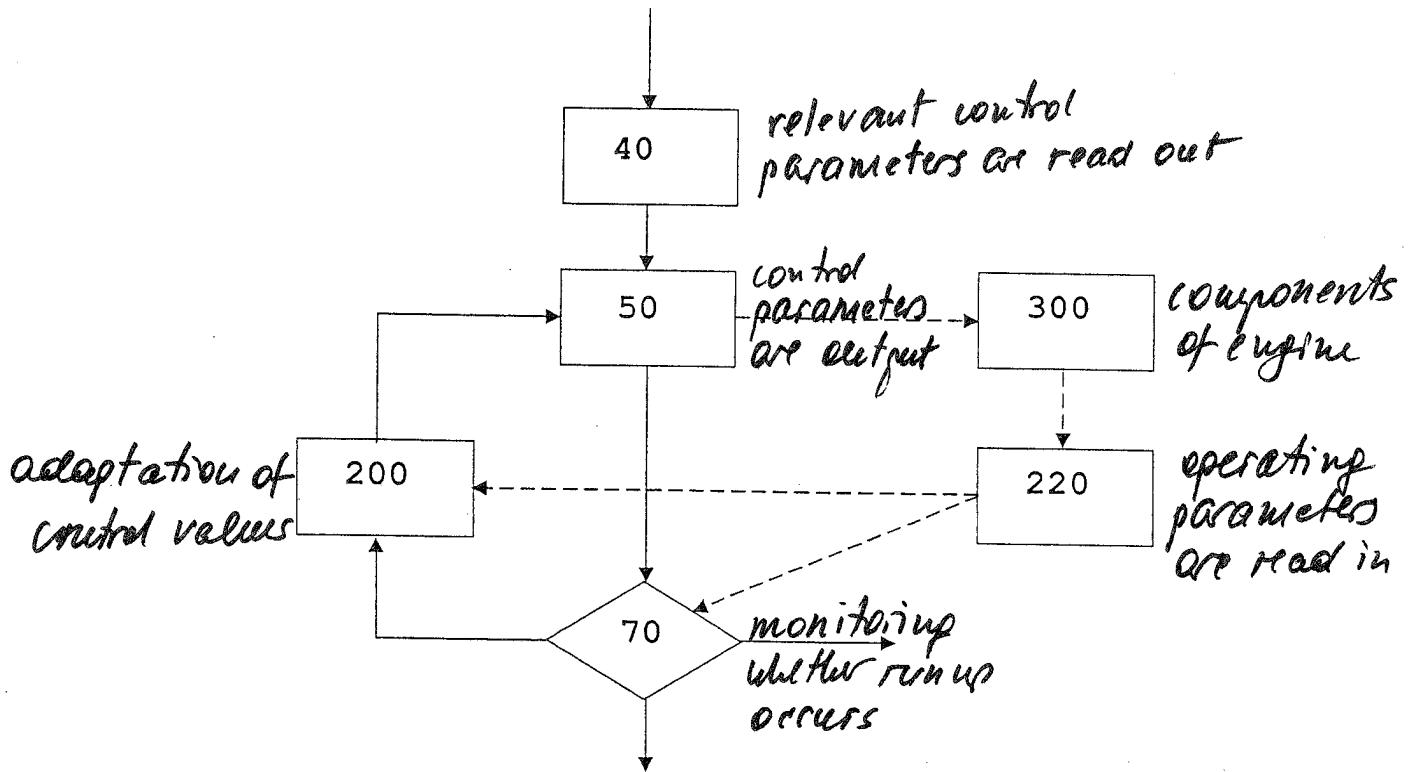 40
relevant control
parameters are read out
50
control
parameters
are output
300
components
of engine
adaptation of
control values
200
220
operating
parameters
are read in
70
monitoring
whether run up
occurs